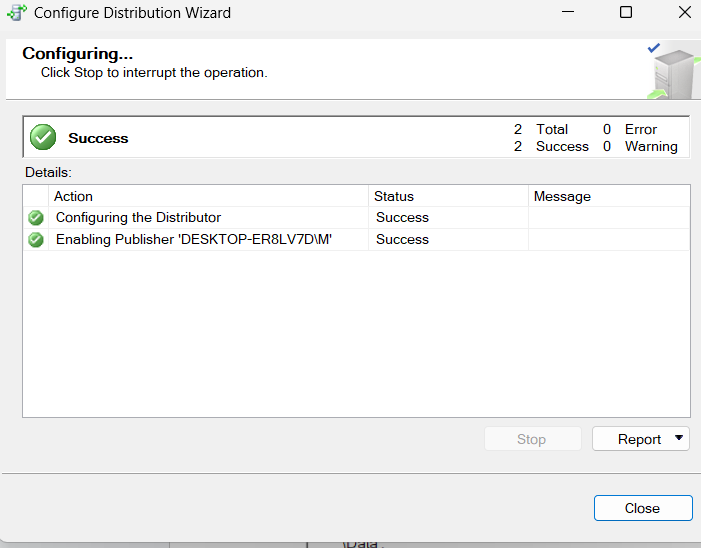 Configure Distribution Wizard
Configuring...
Click Stop to interrupt the operation.
Success
2 Total 0 Error
2 Success 0 Warning
Details:
Action Status Message
Configuring the Distributor Success
Enabling Publisher 'DESKTOP-ER8LV7D\M' Success
Stop Report
Close